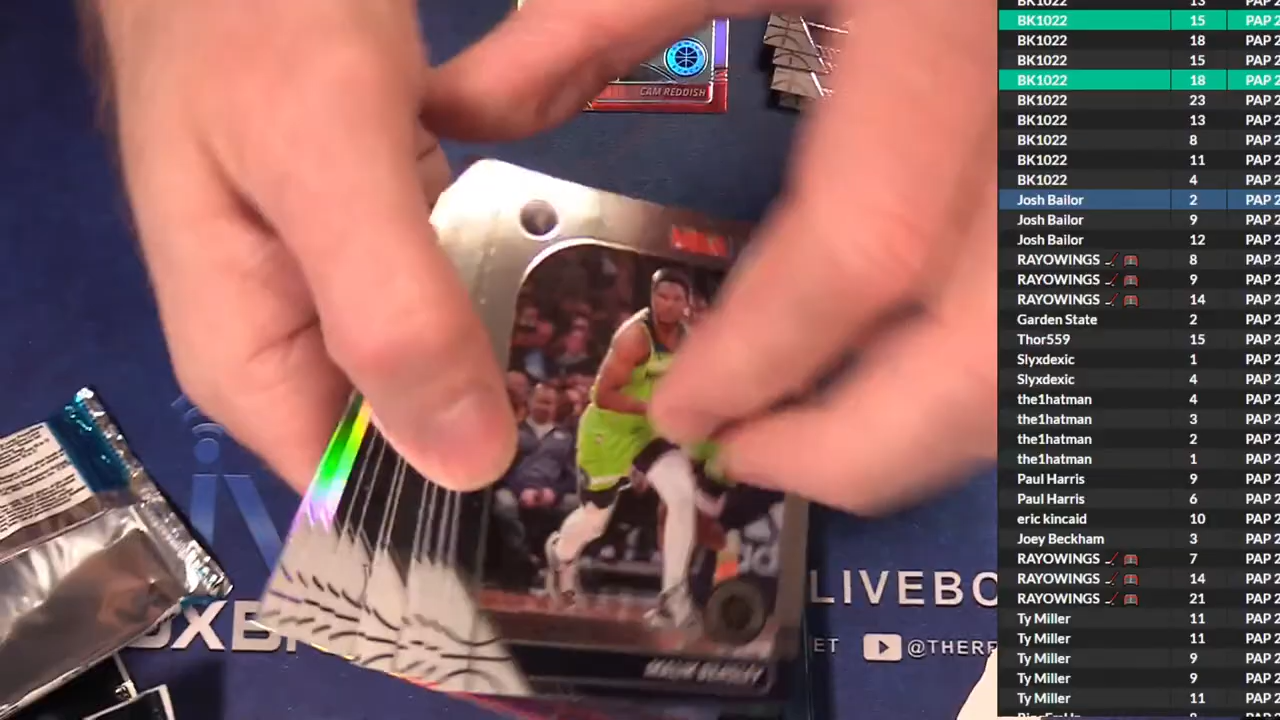 BK1022 13
BK1022 15 PAP 2
BK1022 18 PAP 2
BK1022 15 PAP 2
BK1022 18 PAP 2
BK1022 23 PAP 2
BK1022 13 PAP 2
BK1022 8 PAP 2
BK1022 11 PAP 2
BK1022 4 PAP 2
Josh Bailor 2 PAP 2
Josh Bailor 9 PAP 2
Josh Bailor 12 PAP 2
RAYOWINGS 8 PAP 2
RAYOWINGS 9 PAP 2
RAYOWINGS 14 PAP 2
Garden State 2 PAP 2
Thor559 15 PAP 2
Slyxdexic 1 PAP 2
Slyxdexic 4 PAP 2
the1hatman 4 PAP 2
the1hatman 3 PAP 2
the1hatman 2 PAP 2
the1hatman 1 PAP 2
Paul Harris 9 PAP 2
Paul Harris 6 PAP 2
eric kincaid 10 PAP 2
Joey Beckham 3 PAP 2
RAYOWINGS 7 PAP 2
RAYOWINGS 14 PAP 2
RAYOWINGS 21 PAP 2
Ty Miller 11 PAP 2
Ty Miller 11 PAP 2
Ty Miller 9 PAP 2
Ty Miller 9 PAP 2
Ty Miller 11 PAP 2
CAM REDDISH
MALIK BEASLEY
LIVEBO
OXB
ET @THERE